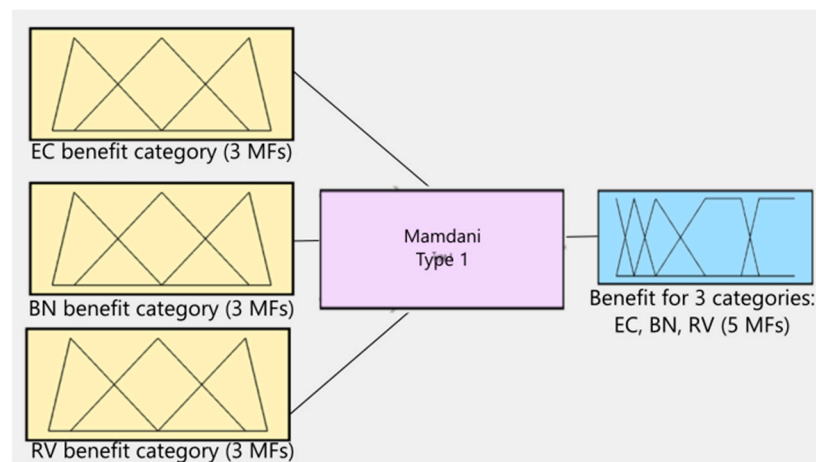 EC benefit category (3 MFs)
BN benefit category (3 MFs)
RV benefit category (3 MFs)
Mamdani
Type 1
Benefit for 3 categories:
EC, BN, RV (5 MFs)